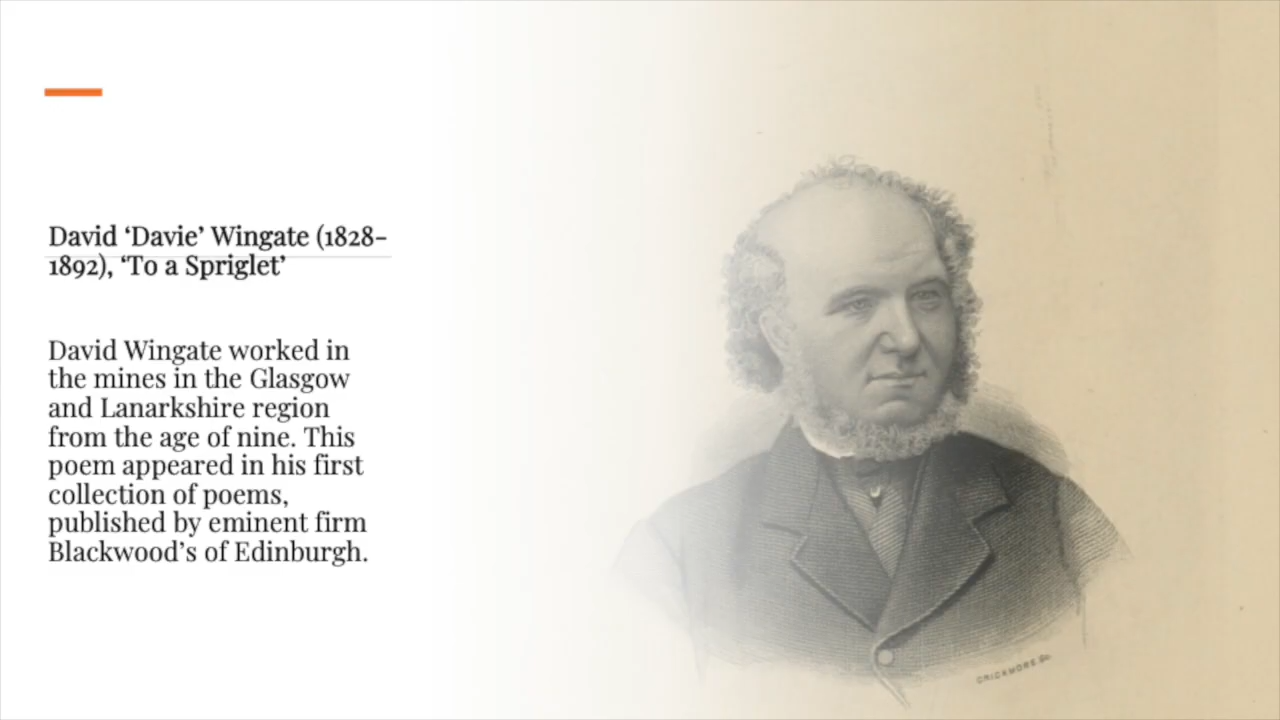 David ‘Davie’ Wingate (1828–
1892), ‘To a Spriglet’
David Wingate worked in
the mines in the Glasgow
and Lanarkshire region
from the age of nine. This
poem appeared in his first
collection of poems,
published by eminent firm
Blackwood’s of Edinburgh.
CRICKMORE Sc.